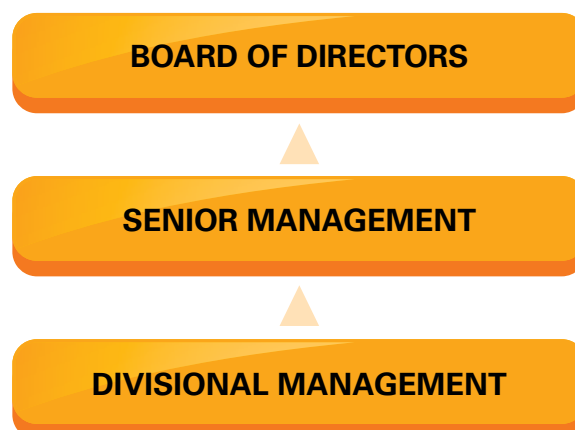 BOARD OF DIRECTORS
SENIOR MANAGEMENT
DIVISIONAL MANAGEMENT